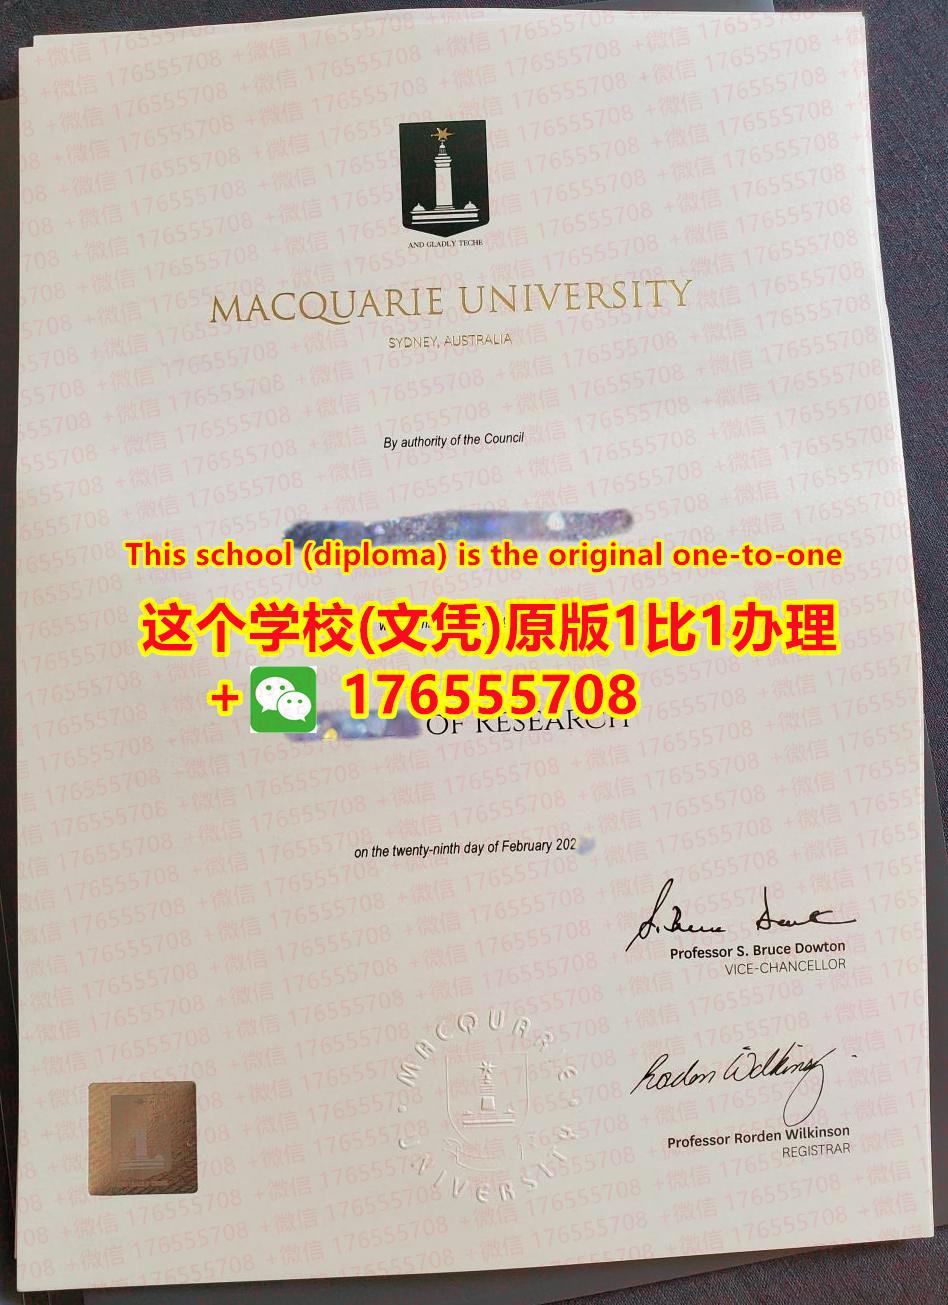 AND GLADLY TECHE
MACQUARIE UNIVERSITY
SYDNEY, AUSTRALIA
By authority of the Council
This school (diploma) is the original one-to-one
这个学校(文凭)原版1比1办理
+ 176555708
OF RESEARCH
on the twenty-ninth day of February 202
Professor S. Bruce Dowton
VICE-CHANCELLOR
MACQUARIE UNIVERSITY
Professor Rorden Wilkinson
REGISTRAR
+微信 176555708